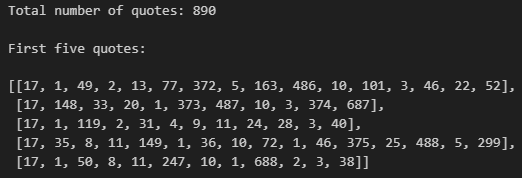 Total number of quotes: 890
First five quotes:
[[17, 1, 49, 2, 13, 77, 372, 5, 163, 486, 10, 101, 3, 46, 22, 52],
[17, 148, 33, 20, 1, 373, 487, 10, 3, 374, 687],
[17, 1, 119, 2, 31, 4, 9, 11, 24, 28, 3, 40],
[17, 35, 8, 11, 149, 1, 36, 10, 72, 1, 46, 375, 25, 488, 5, 299],
[17, 1, 50, 8, 11, 247, 10, 1, 688, 2, 3, 38]]